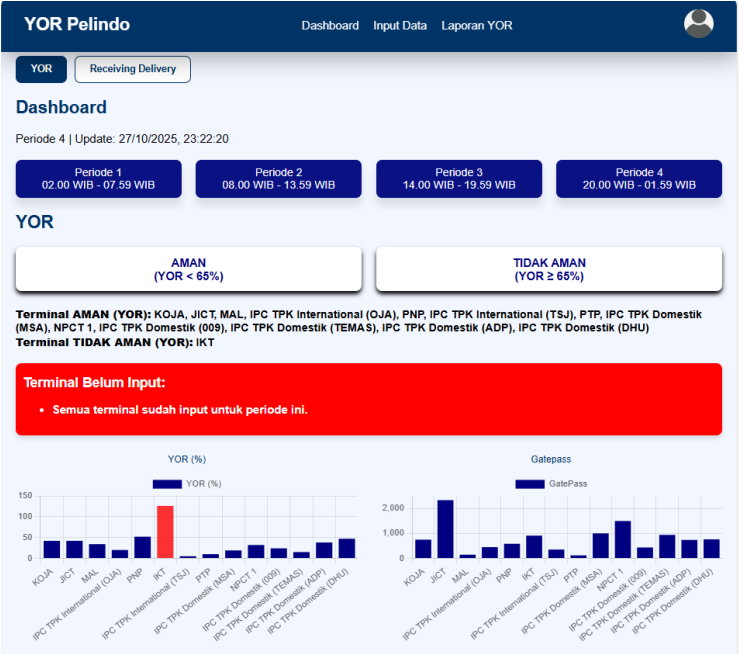 YOR Pelindo
Dashboard
Input Data
Laporan YOR
YOR
Receiving Delivery
Dashboard
Periode 4 | Update: 27/10/2025, 23:22:20
Periode 1
02.00 WIB - 07.59 WIB
Periode 2
08.00 WIB - 13.59 WIB
Periode 3
14.00 WIB - 19.59 WIB
Periode 4
20.00 WIB - 01.59 WIB
YOR
AMAN
(YOR < 65%)
TIDAK AMAN
(YOR ≥ 65%)
Terminal AMAN (YOR): KOJA, JICT, MAL, IPC TPK International (OJA), PNP, IPC TPK International (TSJ), PTP, IPC TPK Domestik
(MSA), NPCT 1, IPC TPK Domestik (009), IPC TPK Domestik (TEMAS), IPC TPK Domestik (ADP), IPC TPK Domestik (DHU)
Terminal TIDAK AMAN (YOR): IKT
Terminal Belum Input:
• Semua terminal sudah input untuk periode ini.
YOR (%)
YOR (%)
150
100
50
0
KOJA
JICT
MAL
IPC TPK International (OJA)
PNP
IKT
IPC TPK International (TSJ)
PTP
IPC TPK Domestik (MSA)
NPCT 1
IPC TPK Domestik (009)
IPC TPK Domestik (TEMAS)
IPC TPK Domestik (ADP)
IPC TPK Domestik (DHU)
Gatepass
GatePass
2,000
1,000
0
KOJA
JICT
MAL
IPC TPK International (OJA)
PNP
IKT
IPC TPK International (TSJ)
PTP
IPC TPK Domestik (MSA)
NPCT 1
IPC TPK Domestik (009)
IPC TPK Domestik (TEMAS)
IPC TPK Domestik (ADP)
IPC TPK Domestik (DHU)